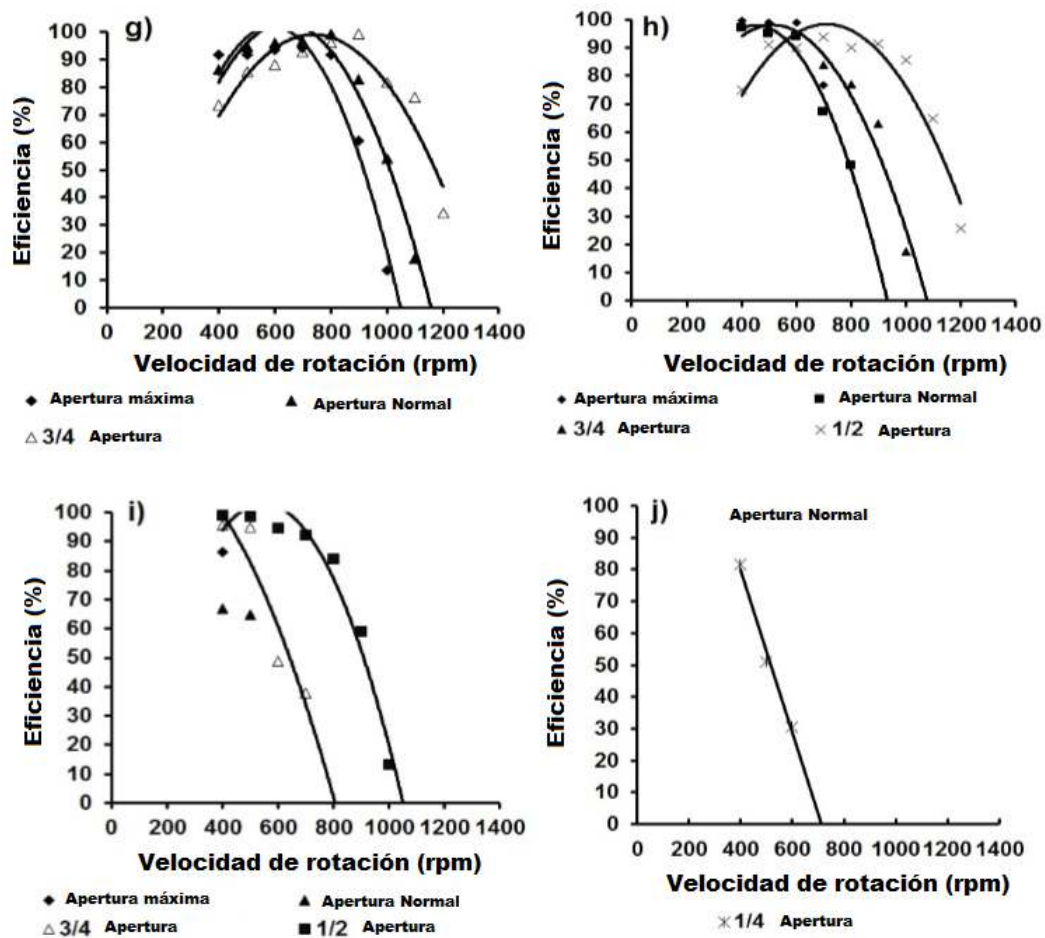 g)
Eficiencia (%)
100
90
80
70
60
50
40
30
20
10
0
0 200 400 600 800 1000 1200 1400
Velocidad de rotación (rpm)
Apertura máxima
Apertura Normal
3/4 Apertura
h)
Eficiencia (%)
100
90
80
70
60
50
40
30
20
10
0
0 200 400 600 800 1000 1200 1400
Velocidad de rotación (rpm)
Apertura máxima
Apertura Normal
3/4 Apertura
1/2 Apertura
i)
Eficiencia (%)
100
90
80
70
60
50
40
30
20
10
0
0 200 400 600 800 1000 1200 1400
Velocidad de rotación (rpm)
Apertura máxima
Apertura Normal
3/4 Apertura
1/2 Apertura
j)
Apertura Normal
Eficiencia (%)
100
90
80
70
60
50
40
30
20
10
0
0 200 400 600 800 1000 1200 1400
Velocidad de rotación (rpm)
1/4 Apertura